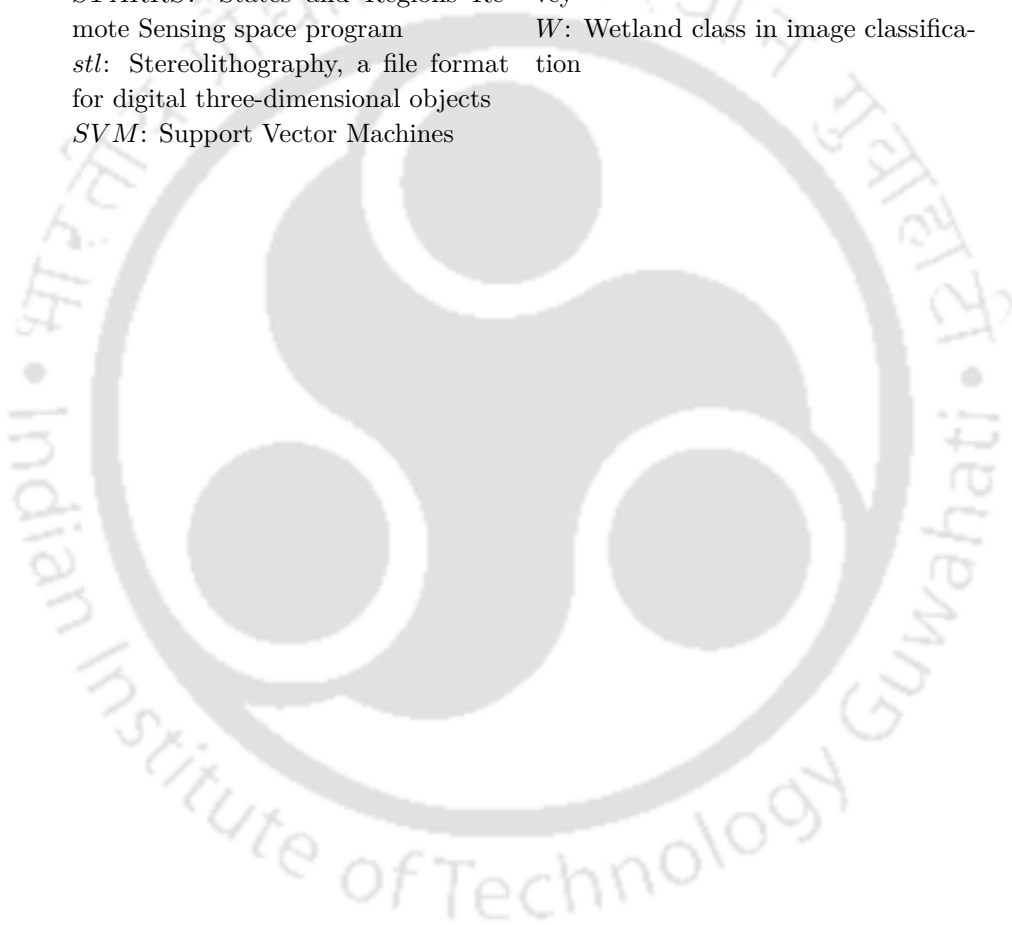 mote Sensing space program
stl: Stereolithography, a file format
for digital three-dimensional objects
SVM: Support Vector Machines
W: Wetland class in image classifica-
tion
Indian Institute of Technology Guwahati